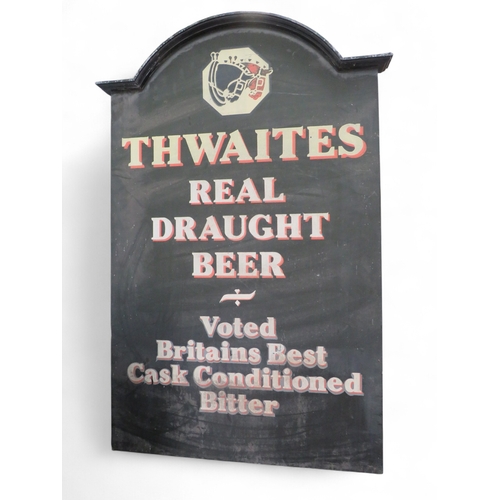 THWAITES
REAL
DRAUGHT
BEER
Voted
Britains Best
Cask Conditioned
Bitter